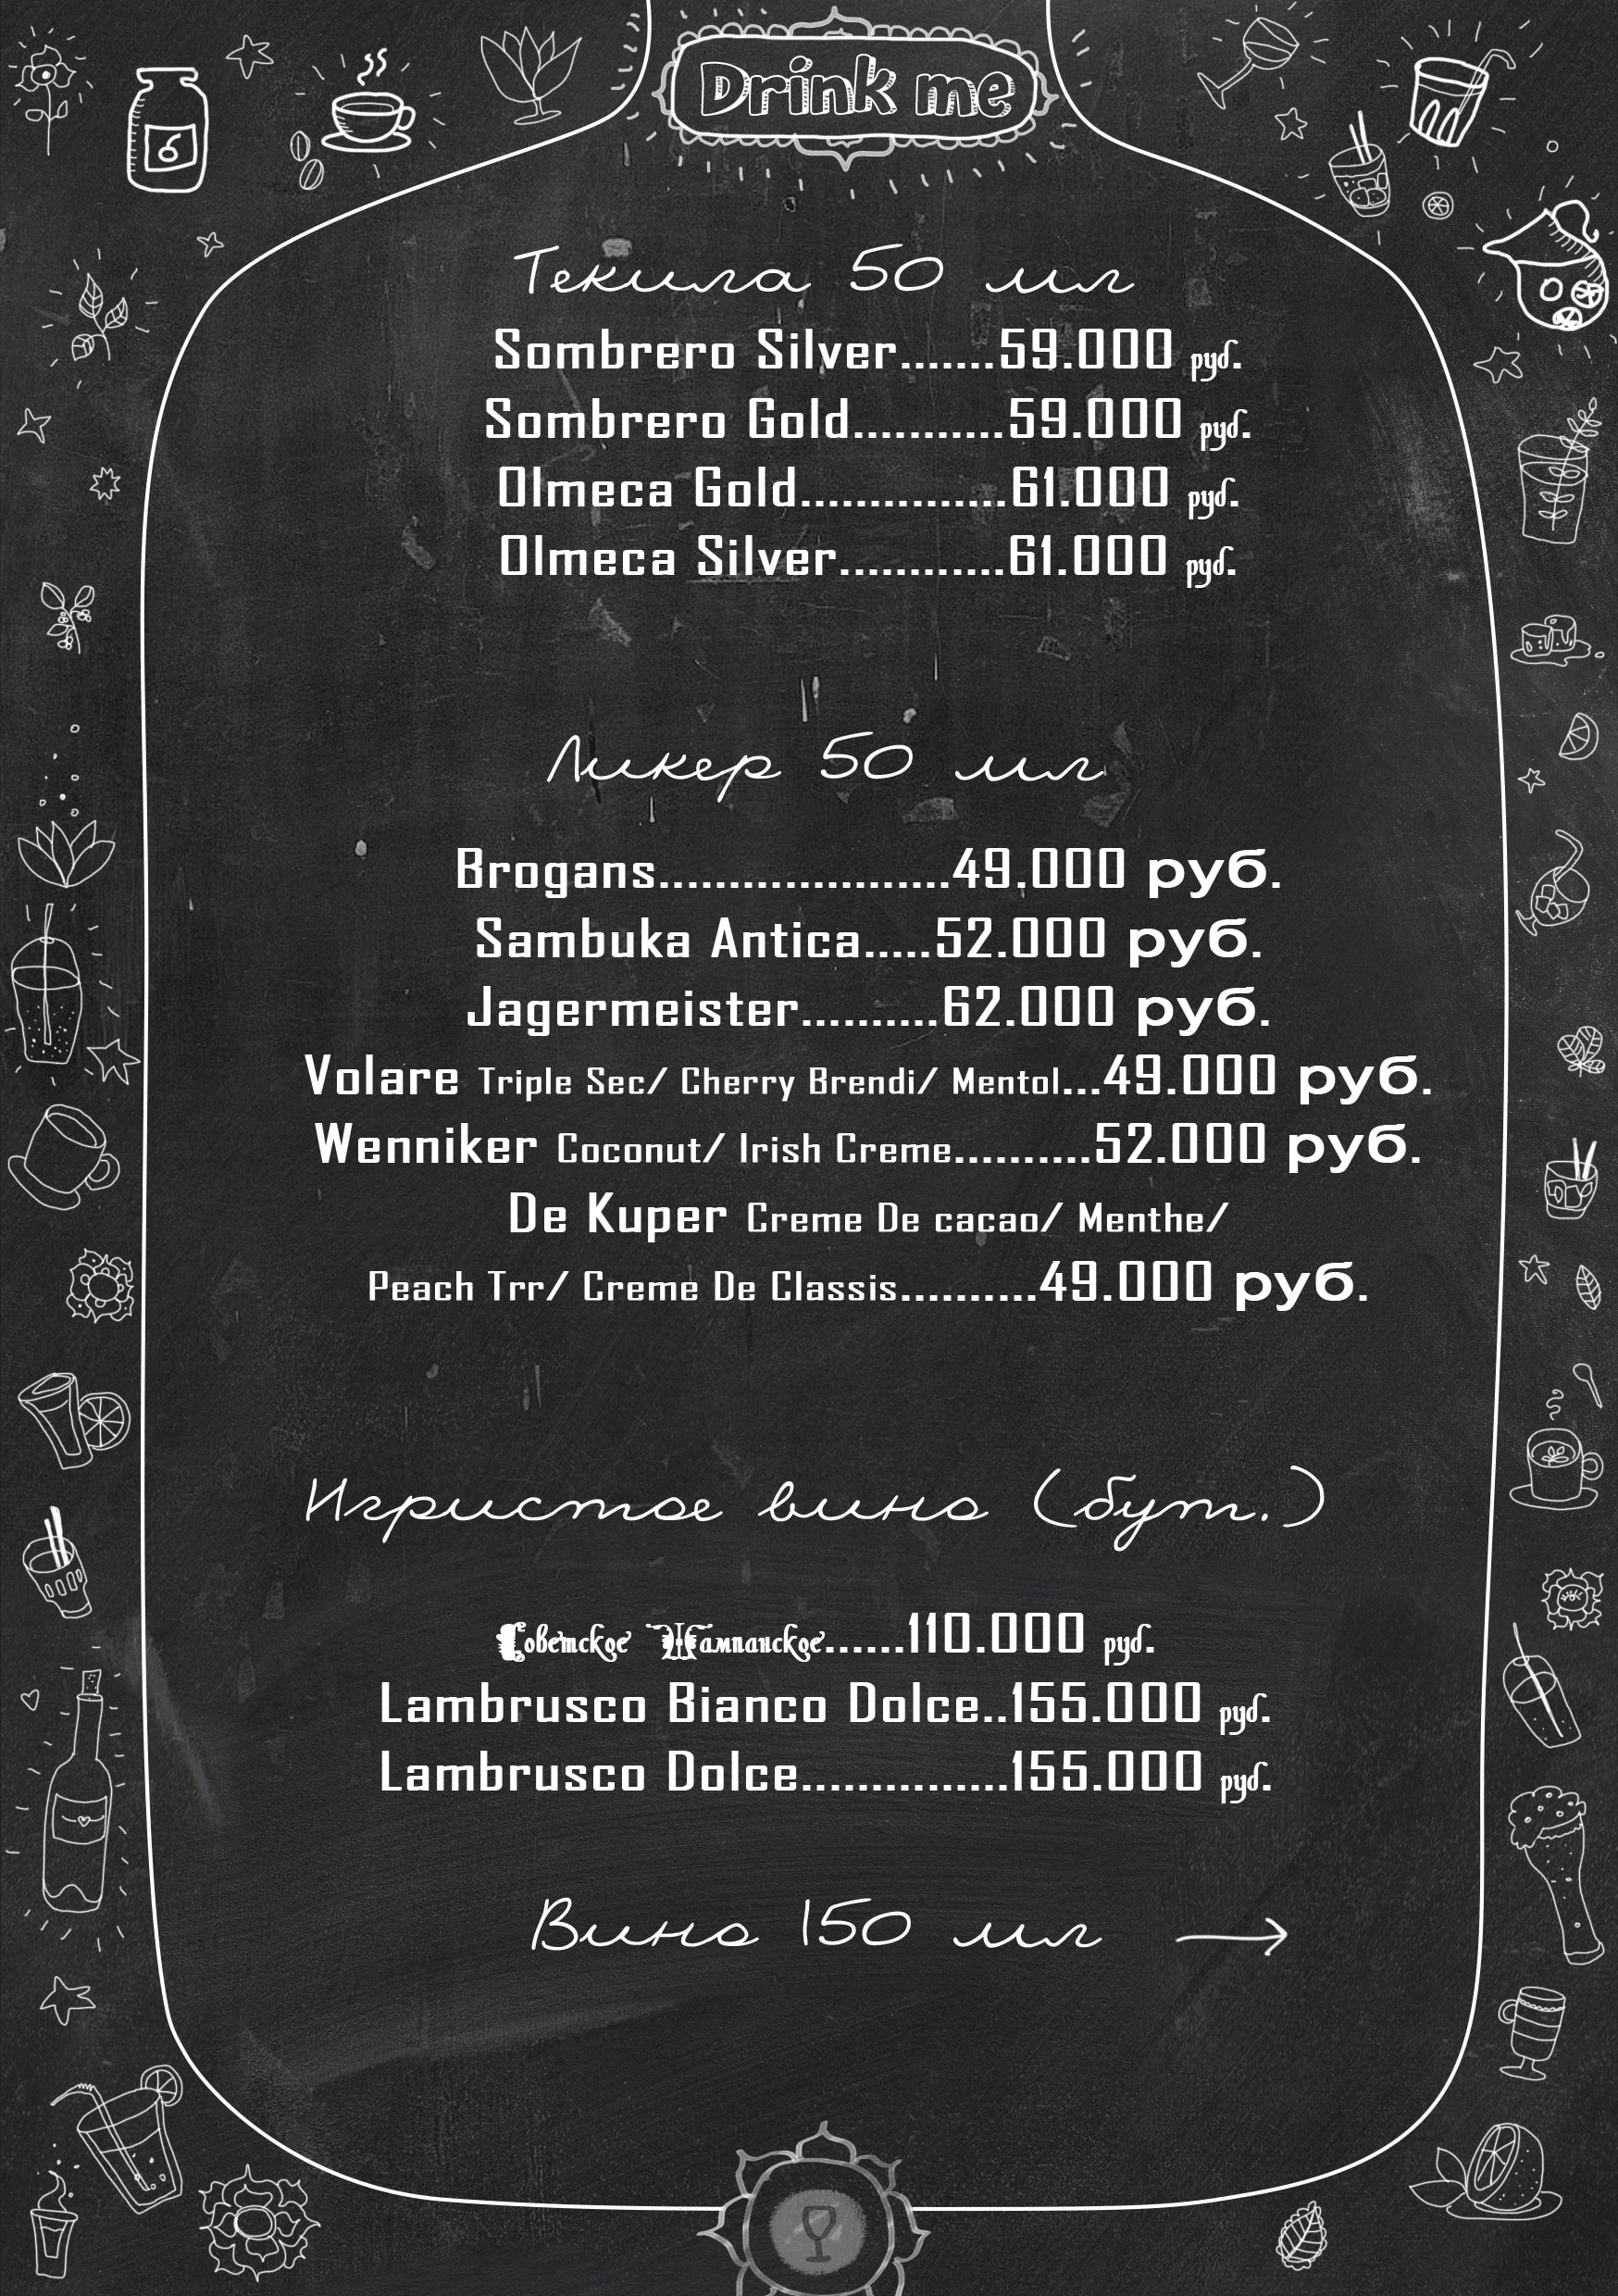 Drink me
Текила 50 мл
Sombrero Silver.......59.000 руб.
Sombrero Gold...........59.000 руб.
Olmeca Gold...............61.000 руб.
Olmeca Silver............61.000 руб.
Ликер 50 мл
Brogans.....................49.000 руб.
Sambuka Antica.....52.000 руб.
Jagermeister..........62.000 руб.
Volare Triple Sec/ Cherry Brendi/ Mentol...49.000 руб.
Wenniker Coconut/ Irish Creme..........52.000 руб.
De Kuper Creme De cacao/ Menthe/
Peach Trr/ Creme De Classis..........49.000 руб.
Игристое вино (бут.)
Советское Шампанское......110.000 руб.
Lambrusco Bianco Dolce..155.000 руб.
Lambrusco Dolce...............155.000 руб.
Вино 150 мл →